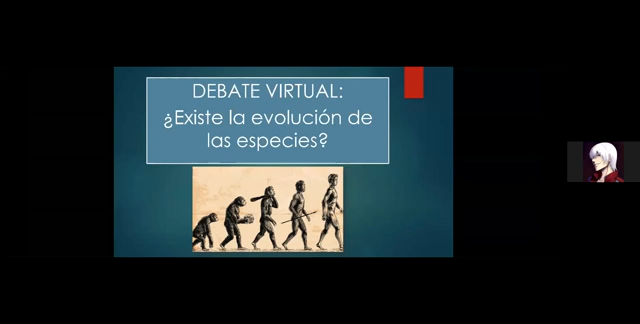 DEBATE VIRTUAL:
¿Existe la evolución de
las especies?